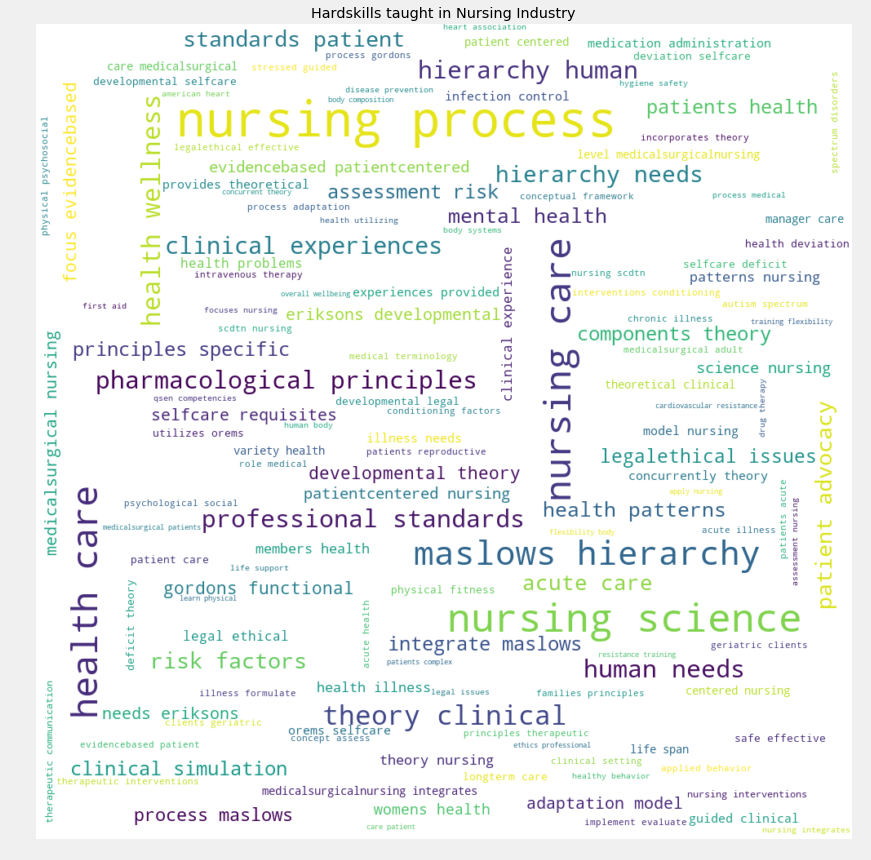 Hardskills taught in Nursing Industry
heart association
standards patient
patient centered
medication administration
process gordons
deviation selfcare
care medicalsurgical
stressed guided
hierarchy human
developmental selfcare
hygiene safety
disease prevention
american heart
body composition
infection control
focus evidencebased
health wellness
nursing process
patients health
spectrum disorders
physical psychosocial
incorporates theory
legalethical effective
level medicalsurgicalnursing
evidencebased patientcentered
hierarchy needs
provides theoretical
concurrent theory
assessment risk
conceptual framework
process medical
process adaptation
mental health
health utilizing
manager care
body systems
clinical experiences
health deviation
health problems
intravenous therapy
clinical experience
nursing care
nursing scdtn
selfcare deficit
patterns nursing
overall wellbeing
experiences provided
interventions conditioning
autism spectrum
first aid
focuses nursing
eriksons developmental
chronic illness
training flexibility
scdtn nursing
components theory
medicalsurgical nursing
principles specific
medical terminology
medicalsurgical adult
science nursing
pharmacological principles
theoretical clinical
qsen competencies
developmental legal
cardiovascular resistance
drug therapy
selfcare requisites
conditioning factors
human body
utilizes orems
illness needs
model nursing
patient advocacy
variety health
patients reproductive
legalethical issues
role medical
developmental theory
concurrently theory
patientcentered nursing
apply nursing
psychological social
health patterns
patients acute
assessment nursing
health care
medicalsurgical patients
professional standards
flexibility body
acute illness
members health
maslows hierarchy
patient care
life support
gordons functional
physical fitness
acute care
learn physical
deficit theory
acute health
nursing science
legal ethical
integrate maslows
geriatric clients
risk factors
patients complex
resistance training
human needs
illness formulate
health illness
legal issues
families principles
centered nursing
therapeutic communication
needs eriksons
clients geriatric
theory clinical
orems selfcare
concept assess
principles therapeutic
safe effective
evidencebased patient
ethics professional
life span
clinical simulation
theory nursing
clinical setting
applied behavior
therapeutic interventions
longterm care
healthy behavior
medicalsurgicalnursing integrates
nursing interventions
process maslows
womens health
adaptation model
guided clinical
care patient
implement evaluate
nursing integrates